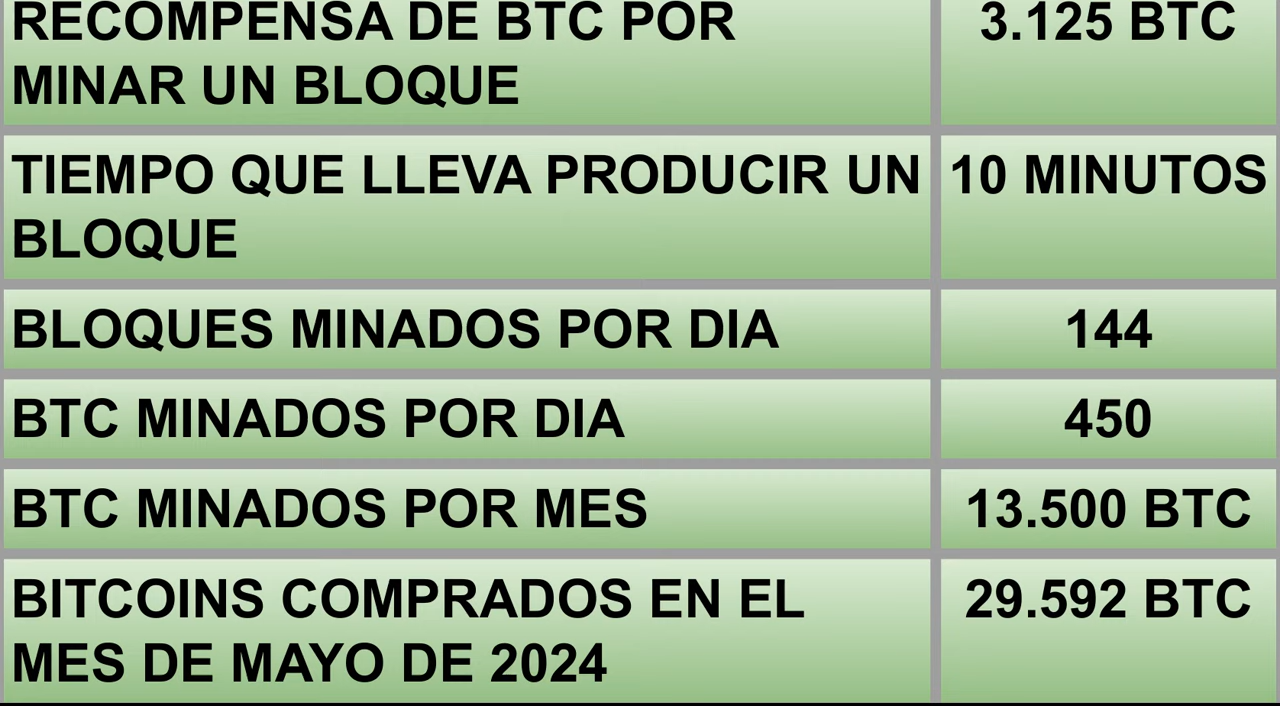 RECOMPENSA DE BTC POR
MINAR UN BLOQUE
3.125 BTC
TIEMPO QUE LLEVA PRODUCIR UN
BLOQUE
10 MINUTOS
BLOQUES MINADOS POR DIA
144
BTC MINADOS POR DIA
450
BTC MINADOS POR MES
13.500 BTC
BITCOINS COMPRADOS EN EL
MES DE MAYO DE 2024
29.592 BTC